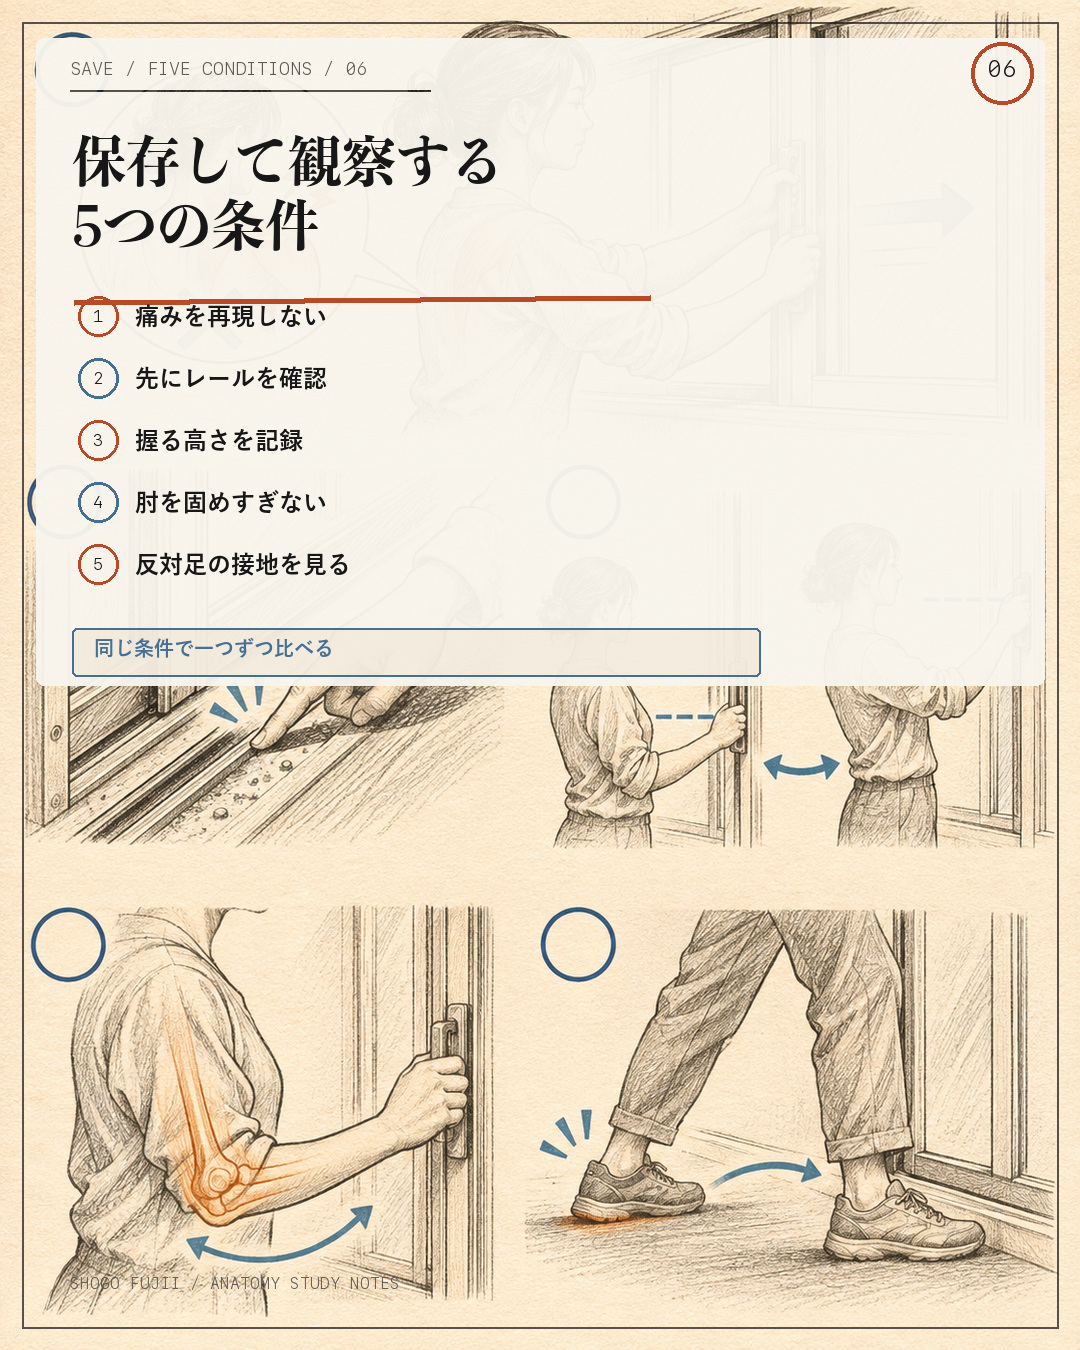 SAVE / FIVE CONDITIONS / 06
06
保存して観察する
5つの条件
1 痛みを再現しない
2 先にレールを確認
3 握る高さを記録
4 肘を固めすぎない
5 反対足の接地を見る
同じ条件で一つずつ比べる
SHOGO FUJII / ANATOMY STUDY NOTES